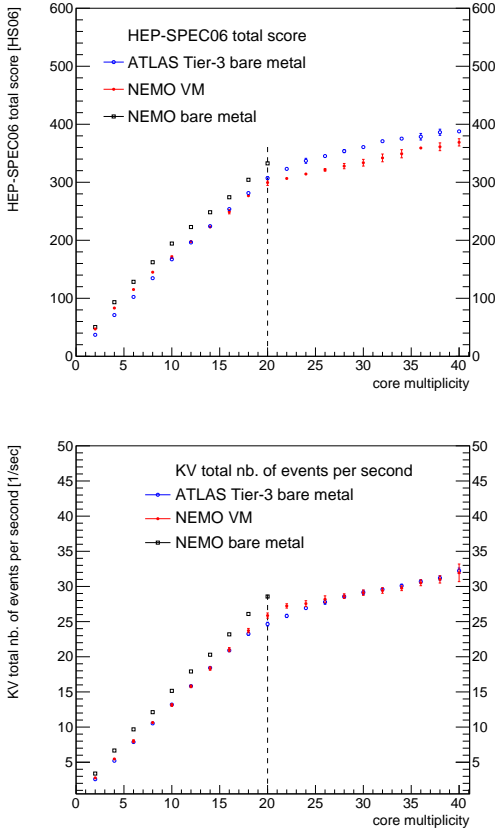 HEP-SPEC06 total score [HS06]
600
600
500
500
400
400
300
300
200
200
100
100
0
0
HEP-SPEC06 total score
ATLAS Tier-3 bare metal
NEMO VM
NEMO bare metal
0 5 10 15 20 25 30 35 40
core multiplicity
KV total nb. of events per second [1/sec]
50
50
45
45
40
40
35
35
30
30
25
25
20
20
15
15
10
10
5
5
KV total nb. of events per second
ATLAS Tier-3 bare metal
NEMO VM
NEMO bare metal
0 5 10 15 20 25 30 35 40
core multiplicity